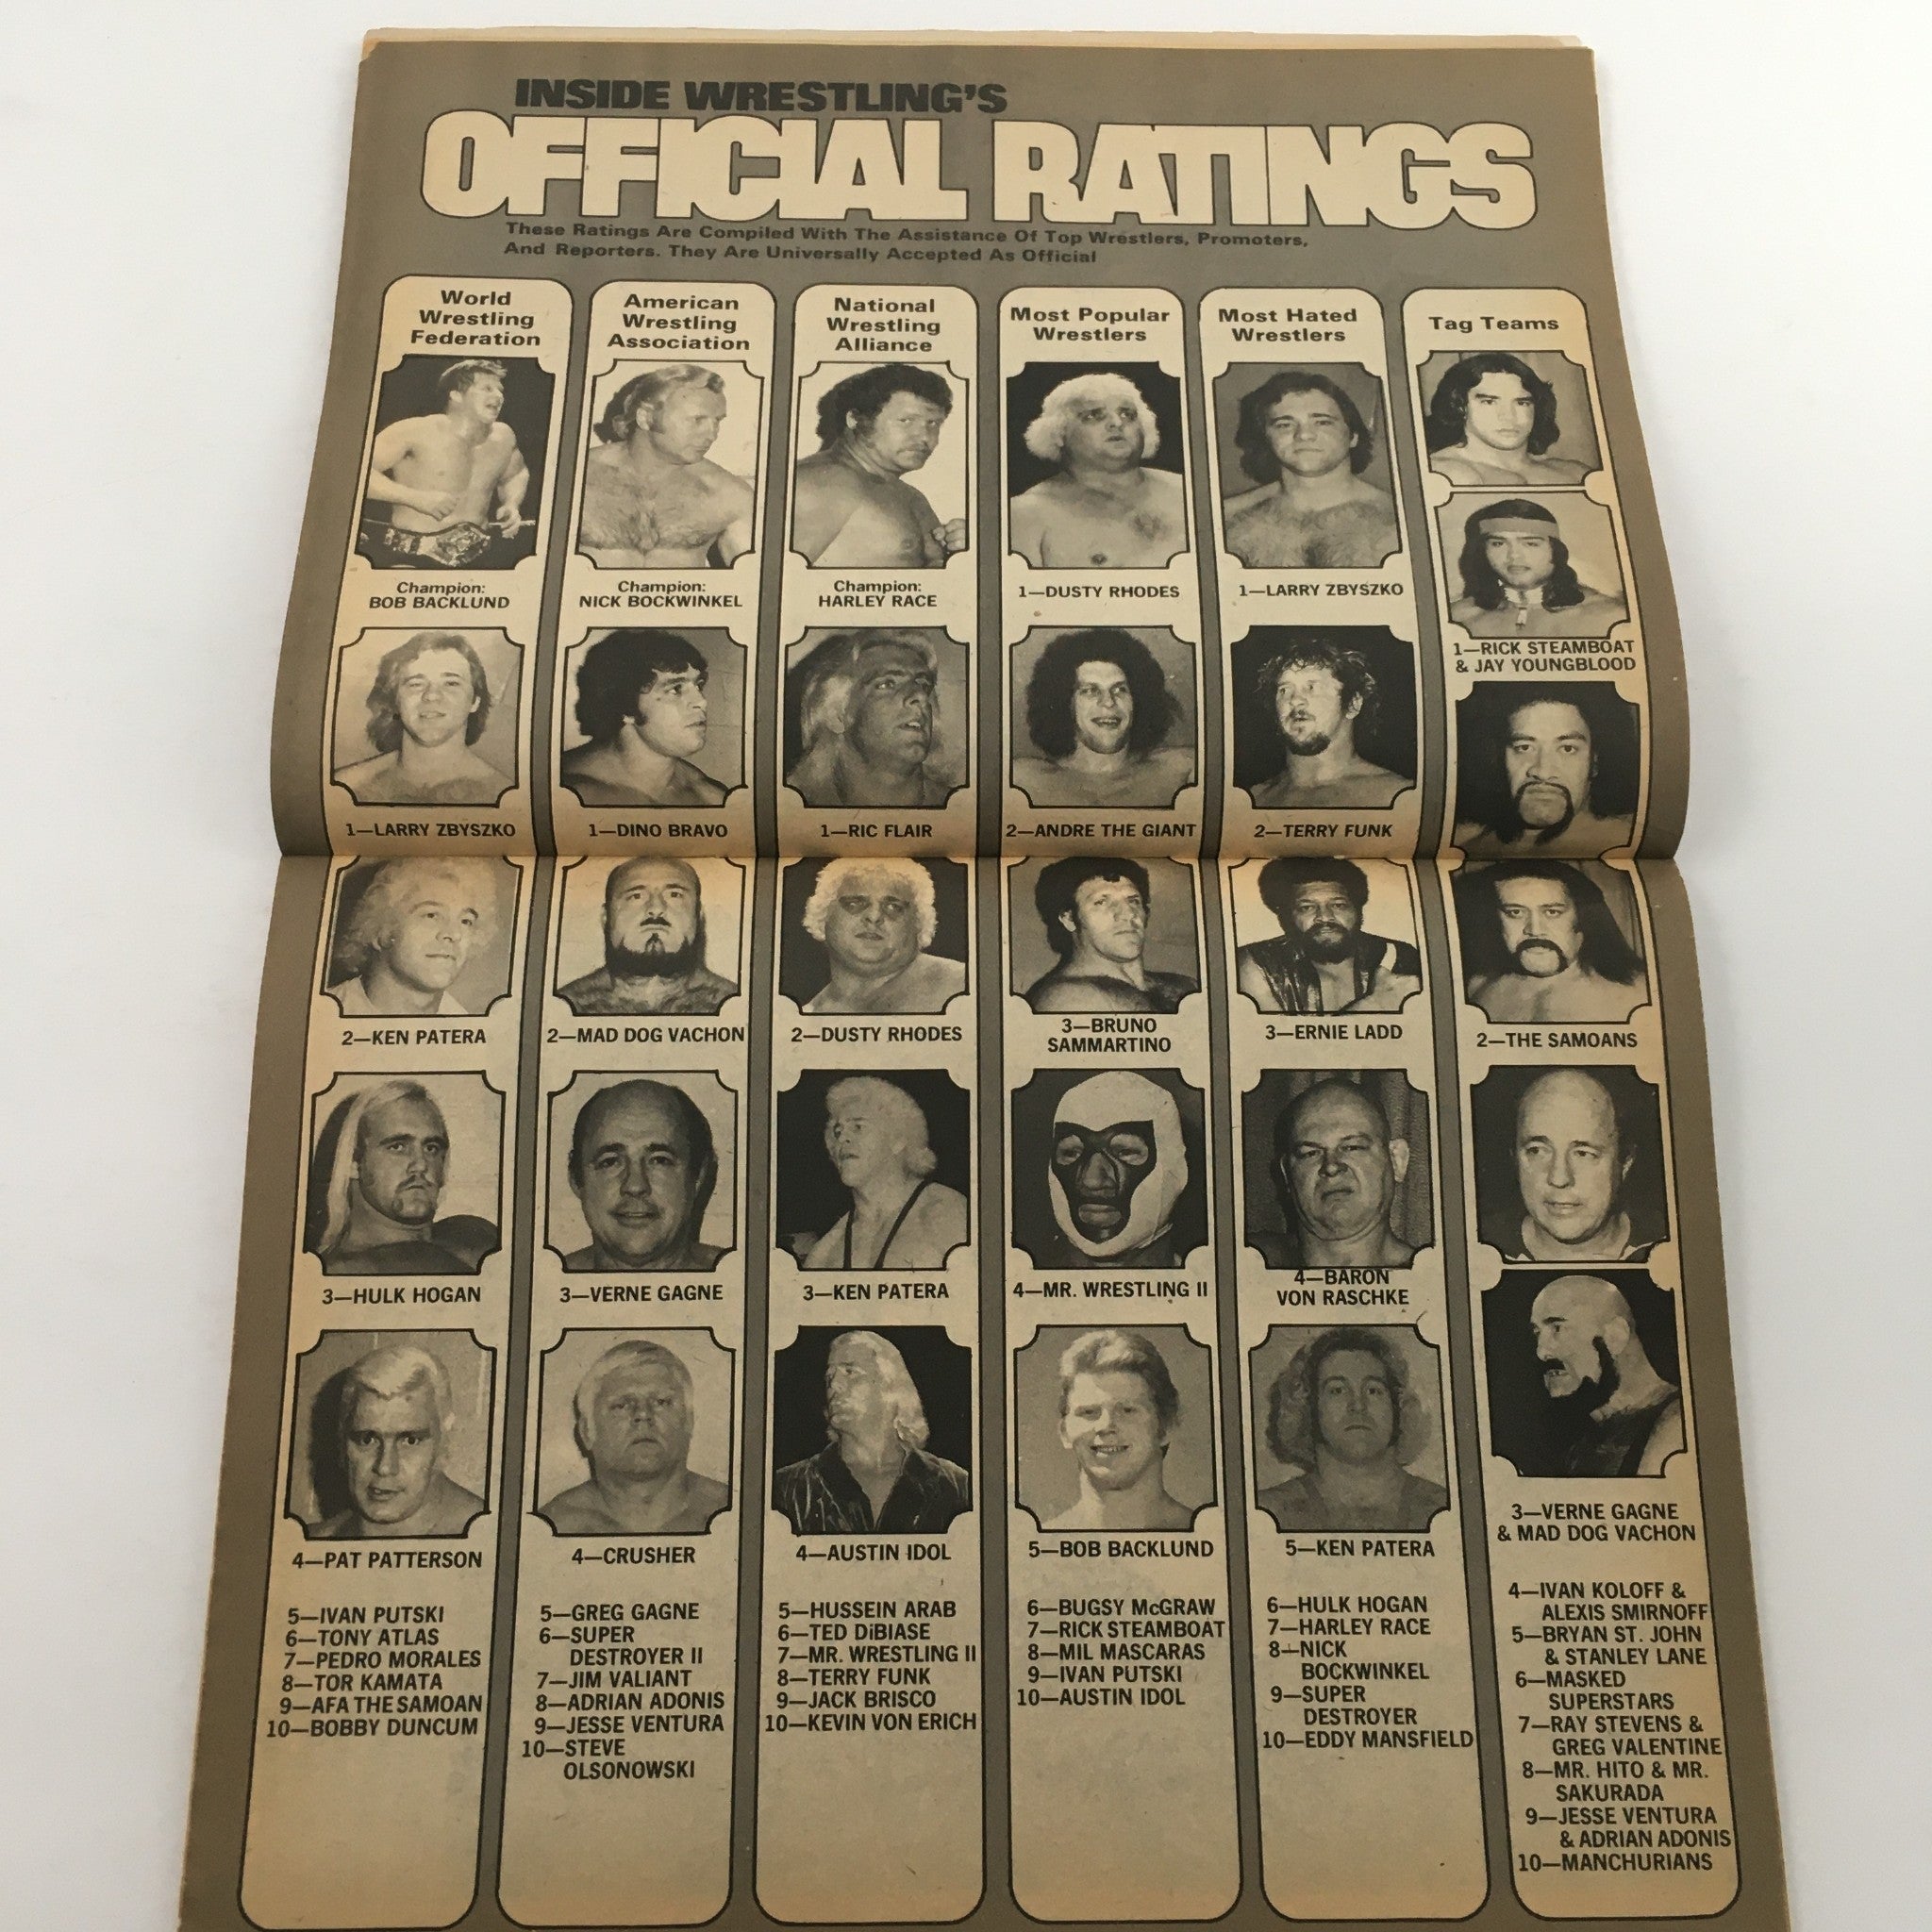 INSIDE WRESTLING'S
OFFICIAL RATINGS
These Ratings Are Compiled With The Assistance Of Top Wrestlers, Promoters,
And Reporters. They Are Universally Accepted As Official
World
Wrestling
Federation
Champion:
BOB BACKLUND
1—LARRY ZBYSZKO
2—KEN PATERA
3—HULK HOGAN
4—PAT PATTERSON
5—IVAN PUTSKI
6—TONY ATLAS
7—PEDRO MORALES
8—TOR KAMATA
9—AFA THE SAMOAN
10—BOBBY DUNCUM
American
Wrestling
Association
Champion:
NICK BOCKWINKEL
1—DINO BRAVO
2—MAD DOG VACHON
3—VERNE GAGNE
4—CRUSHER
5—GREG GAGNE
6—SUPER
DESTROYER II
7—JIM VALIANT
8—ADRIAN ADONIS
9—JESSE VENTURA
10—STEVE
OLSONOWSKI
National
Wrestling
Alliance
Champion:
HARLEY RACE
1—RIC FLAIR
2—DUSTY RHODES
3—KEN PATERA
4—AUSTIN IDOL
5—HUSSEIN ARAB
6—TED DiBIASE
7—MR. WRESTLING II
8—TERRY FUNK
9—JACK BRISCO
10—KEVIN VON ERICH
Most Popular
Wrestlers
1—DUSTY RHODES
2—ANDRE THE GIANT
3—BRUNO
SAMMARTINO
4—MR. WRESTLING II
5—BOB BACKLUND
6—BUGSY McGRAW
7—RICK STEAMBOAT
8—MIL MASCARAS
9—IVAN PUTSKI
10—AUSTIN IDOL
Most Hated
Wrestlers
1—LARRY ZBYSZKO
2—TERRY FUNK
3—ERNIE LADD
4—BARON
VON RASCHKE
5—KEN PATERA
6—HULK HOGAN
7—HARLEY RACE
8—NICK
BOCKWINKEL
9—SUPER
DESTROYER
10—EDDY MANSFIELD
Tag Teams
1—RICK STEAMBOAT
& JAY YOUNGBLOOD
2—THE SAMOANS
3—VERNE GAGNE
& MAD DOG VACHON
4—IVAN KOLOFF &
ALEXIS SMIRNOFF
5—BRYAN ST. JOHN
& STANLEY LANE
6—MASKED
SUPERSTARS
7—RAY STEVENS &
GREG VALENTINE
8—MR. HITO & MR.
SAKURADA
9—JESSE VENTURA
& ADRIAN ADONIS
10—MANCHURIANS